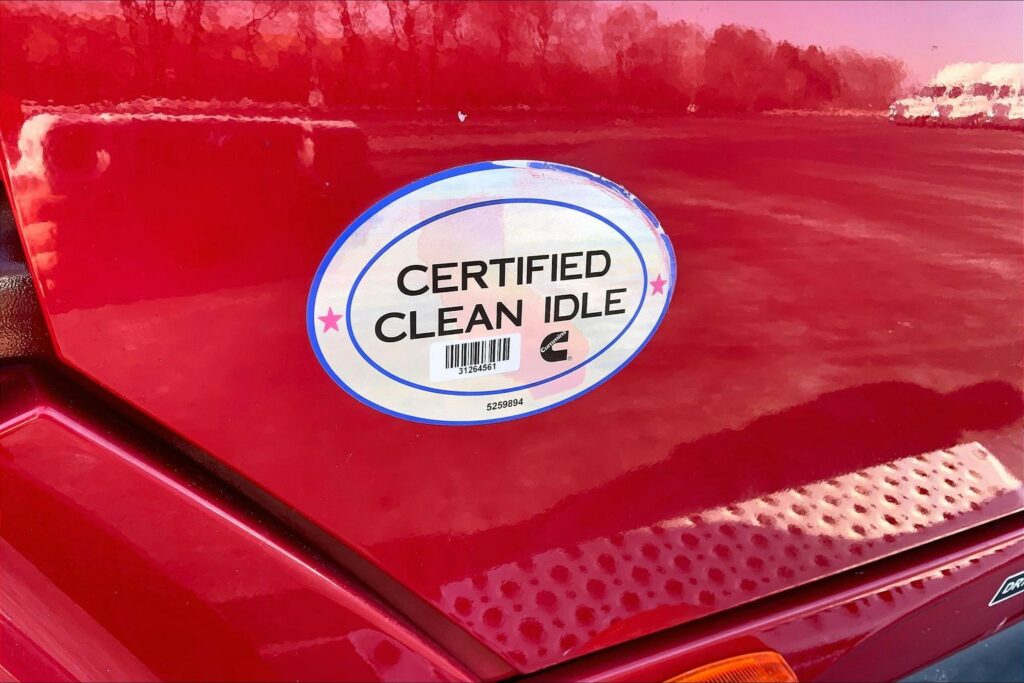 CERTIFIED
CLEAN IDLE
31264561
Cummins
5259894